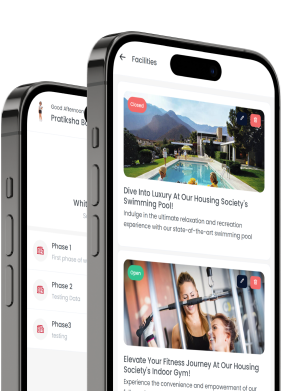 Good Afternoon
Pratiksha
Phase 1
First phase of
Phase 2
Testing Data
Phase3
testing
Facilities
Closed
Dive Into Luxury At Our Housing Society's
Swimming Pool!
Indulge in the ultimate relaxation and recreation
experience with our state-of-the-art swimming pool
Open
Elevate Your Fitness Journey At Our Housing
Society's Indoor Gym!
Experience the convenience and empowerment of our